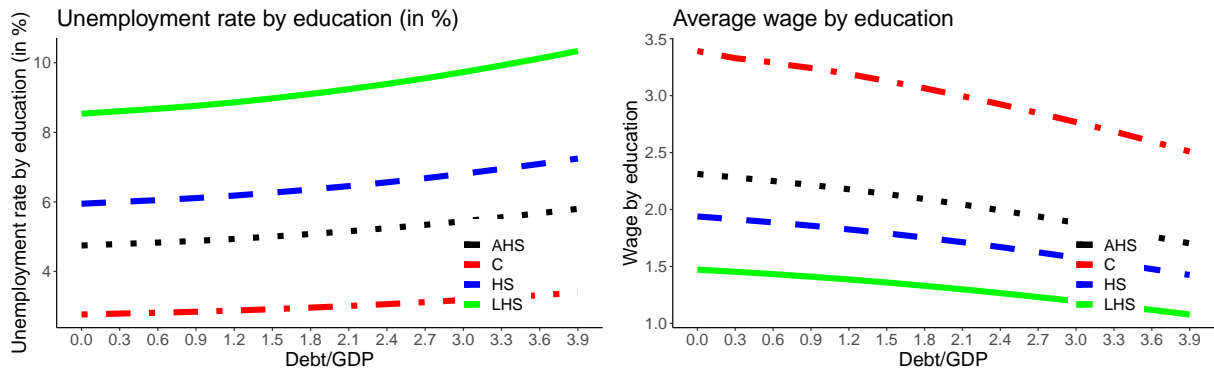 Unemployment rate by education (in %)
Unemployment rate by education (in %)
10
8
6
4
AHS
C
HS
LHS
0.0 0.3 0.6 0.9 1.2 1.5 1.8 2.1 2.4 2.7 3.0 3.3 3.6 3.9
Debt/GDP
Average wage by education
Wage by education
3.5
3.0
2.5
2.0
1.5
1.0
AHS
C
HS
LHS
0.0 0.3 0.6 0.9 1.2 1.5 1.8 2.1 2.4 2.7 3.0 3.3 3.6 3.9
Debt/GDP